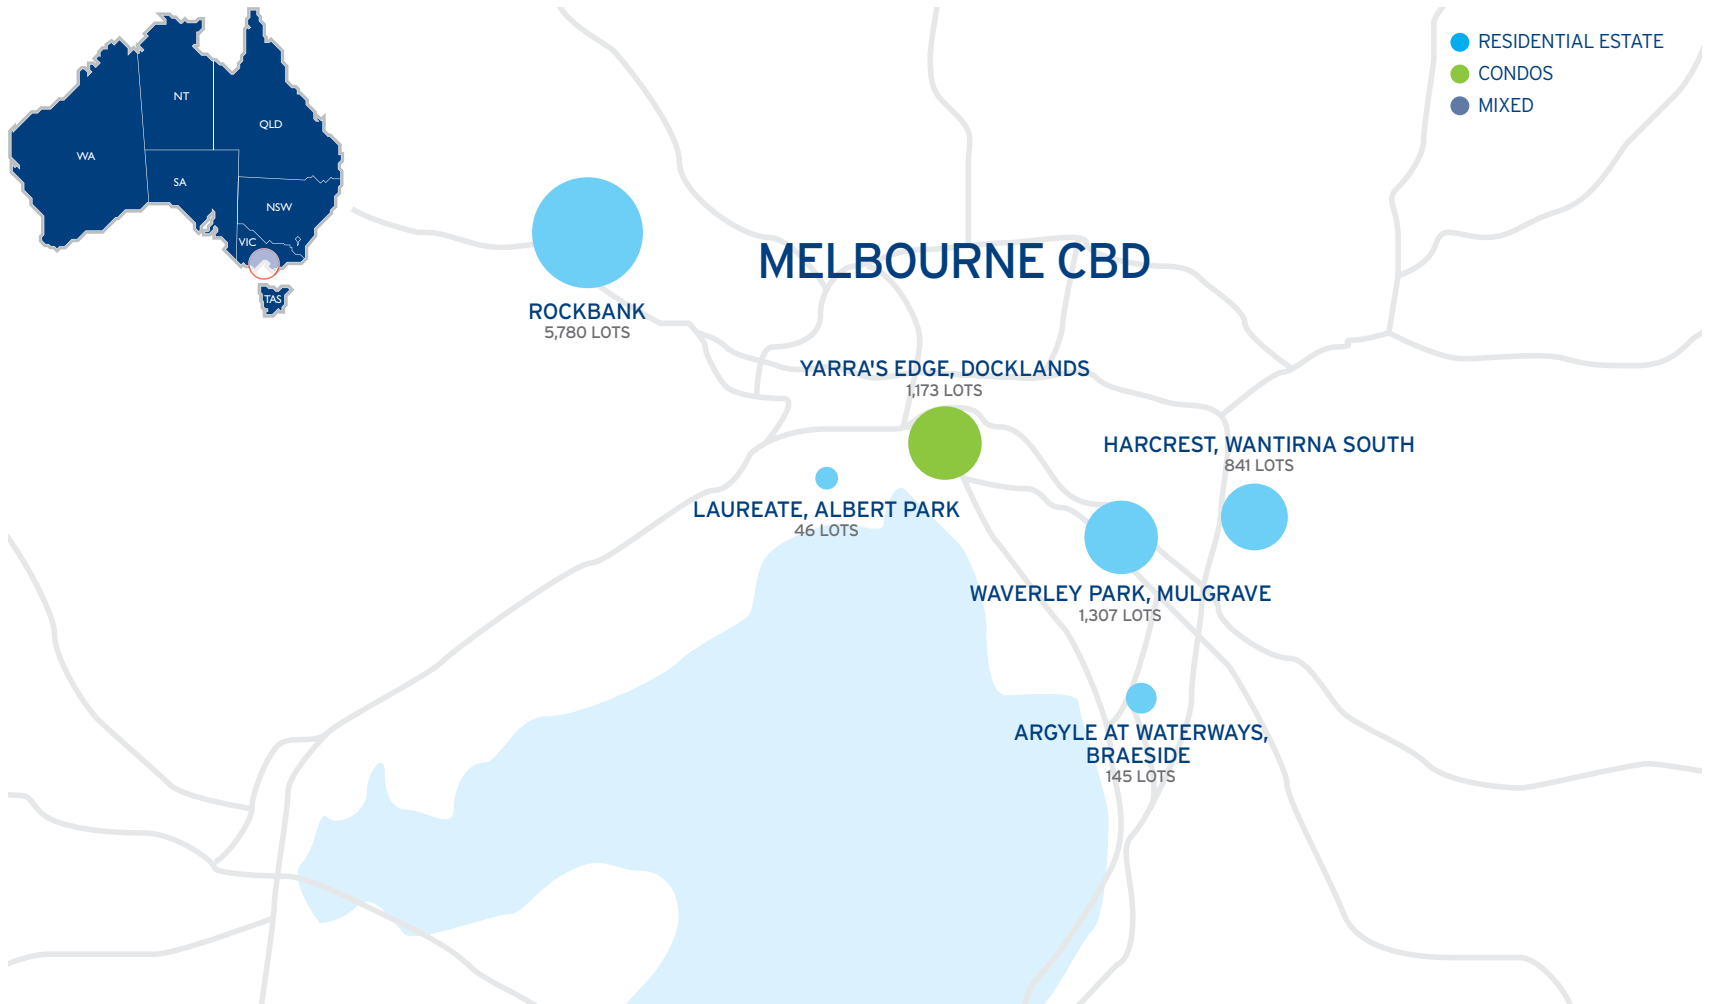 RESIDENTIAL ESTATE
CONDOS
MIXED
NT
QLD
WA
SA
NSW
VIC
TAS
MELBOURNE CBD
ROCKBANK
5,780 LOTS
YARRA'S EDGE, DOCKLANDS
1,173 LOTS
HARCREST, WANTIRNA SOUTH
841 LOTS
LAUREATE, ALBERT PARK
46 LOTS
WAVERLEY PARK, MULGRAVE
1,307 LOTS
ARGYLE AT WATERWAYS,
BRAESIDE
145 LOTS